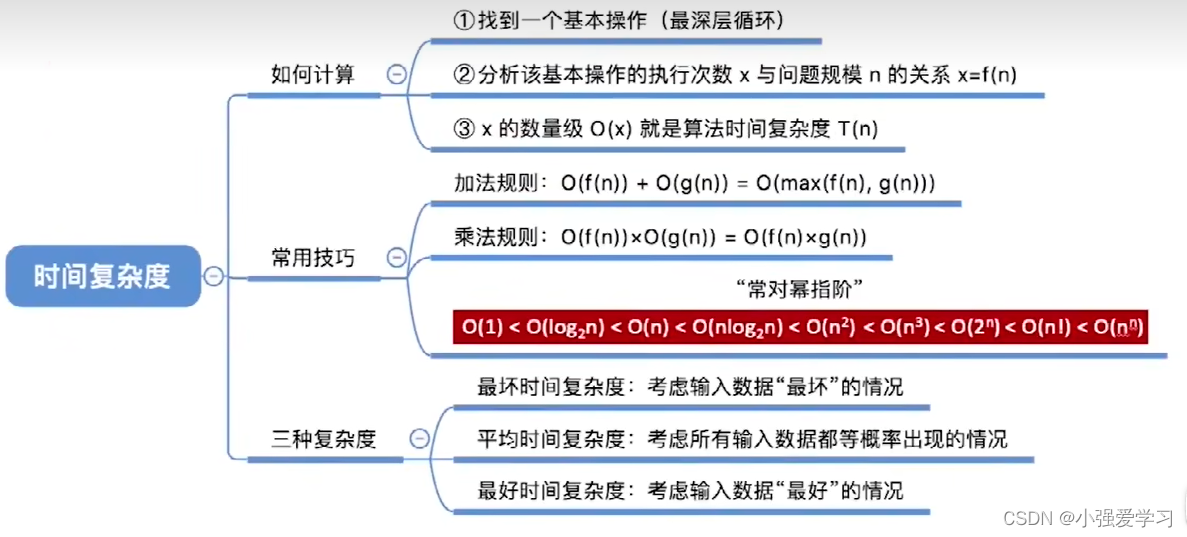 ①找到一个基本操作（最深层循环）
如何计算
②分析该基本操作的执行次数 x 与问题规模 n 的关系 x=f(n)
③ x 的数量级 O(x) 就是算法时间复杂度 T(n)
加法规则：O(f(n)) + O(g(n)) = O(max(f(n), g(n)))
乘法规则：O(f(n))×O(g(n)) = O(f(n)×g(n))
常用技巧
时间复杂度
“常对幂指阶”
O(1) < O(log₂n) < O(n) < O(nlog₂n) < O(n²) < O(n³) < O(2ⁿ) < O(n!) < O(nⁿ)
最坏时间复杂度：考虑输入数据“最坏”的情况
三种复杂度
平均时间复杂度：考虑所有输入数据都等概率出现的情况
最好时间复杂度：考虑输入数据“最好”的情况
CSDN @小强爱学习